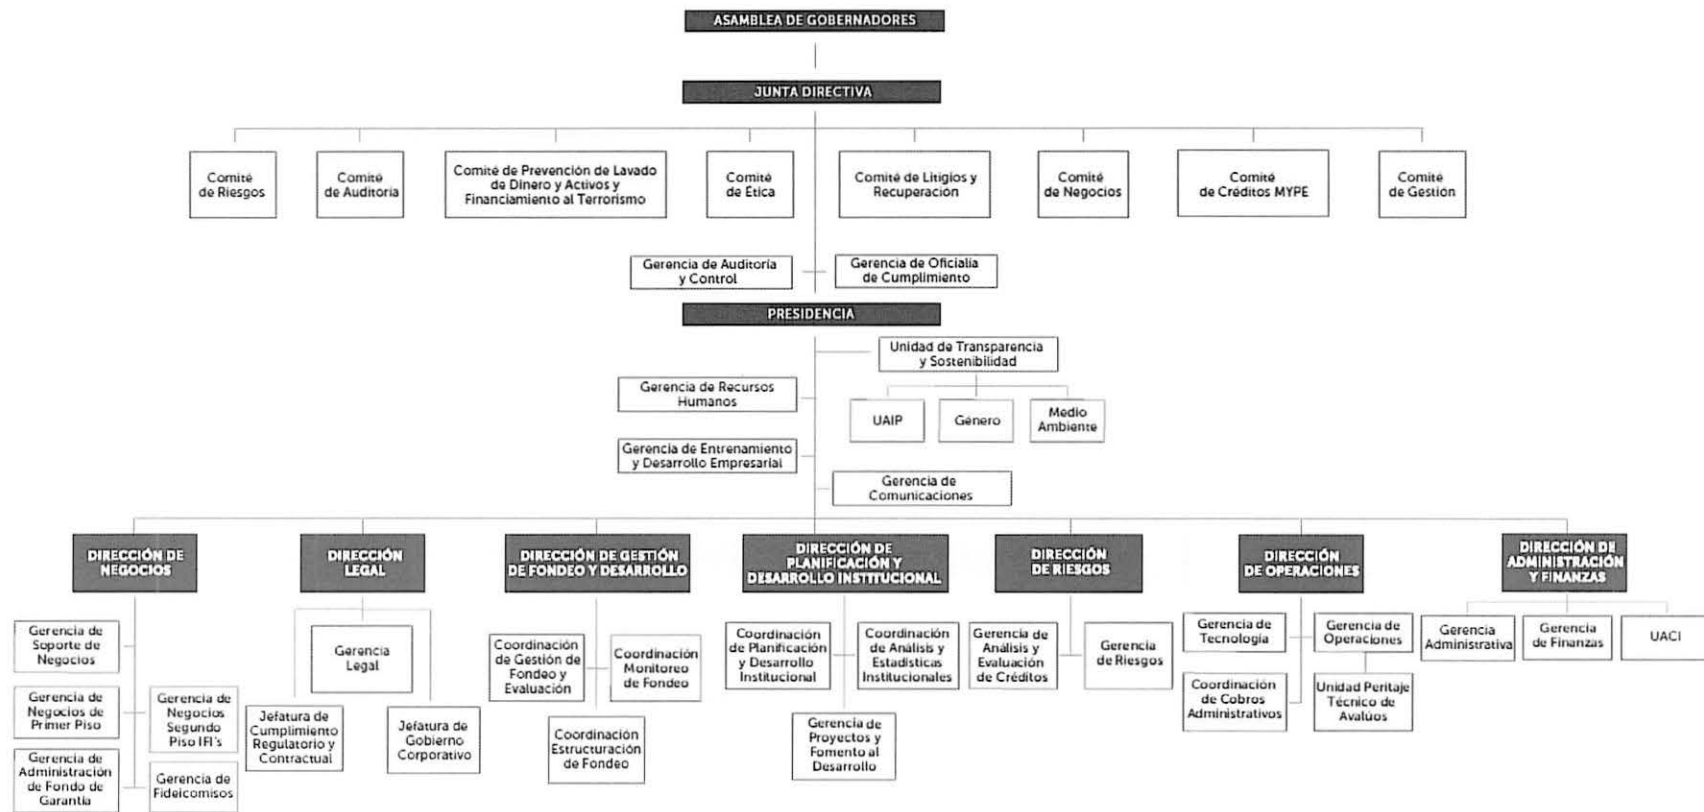 ASAMBLEA DE GOBERNADORES
JUNTA DIRECTIVA
Comité
de Riesgos
Comité
de Auditoría
Comité de Prevención de Lavado
de Dinero y Activos y
Financiamiento al Terrorismo
Comité
de Ética
Comité de Litigios y
Recuperación
Comité
de Negocios
Comité
de Créditos MYPE
Comité
de Gestión
Gerencia de Auditoría
y Control
Gerencia de Oficialía
de Cumplimiento
PRESIDENCIA
Unidad de Transparencia
y Sostenibilidad
Gerencia de Recursos
Humanos
UAIP
Género
Medio
Ambiente
Gerencia de Entrenamiento
y Desarrollo Empresarial
Gerencia de
Comunicaciones
DIRECCIÓN DE
NEGOCIOS
DIRECCIÓN
LEGAL
DIRECCIÓN DE GESTIÓN
DE FONDEO Y DESARROLLO
DIRECCIÓN DE
PLANIFICACIÓN Y
DESARROLLO INSTITUCIONAL
DIRECCIÓN
DE RIESGOS
DIRECCIÓN
DE OPERACIONES
DIRECCIÓN DE
ADMINISTRACIÓN
Y FINANZAS
Gerencia de
Soporte de
Negocios
Gerencia de
Negocios de
Primer Piso
Gerencia de
Negocios
Segundo
Piso IFI's
Gerencia de
Administración
de Fondo de
Garantía
Gerencia de
Fideicomisos
Gerencia
Legal
Jefatura de
Cumplimiento
Regulatorio y
Contractual
Jefatura de
Gobierno
Corporativo
Coordinación
de Gestión de
Fondeo y
Evaluación
Coordinación
Monitoreo
de Fondeo
Coordinación
Estructuración
de Fondeo
Coordinación
de Planificación
y Desarrollo
Institucional
Coordinación
de Análisis y
Estadísticas
Institucionales
Gerencia de
Proyectos y
Fomento al
Desarrollo
Gerencia de
Análisis y
Evaluación
de Créditos
Gerencia
de Riesgos
Gerencia de
Tecnología
Gerencia de
Operaciones
Coordinación
de Cobros
Administrativos
Unidad Peritaje
Técnico de
Avalúos
Gerencia
Administrativa
Gerencia
de Finanzas
UACI